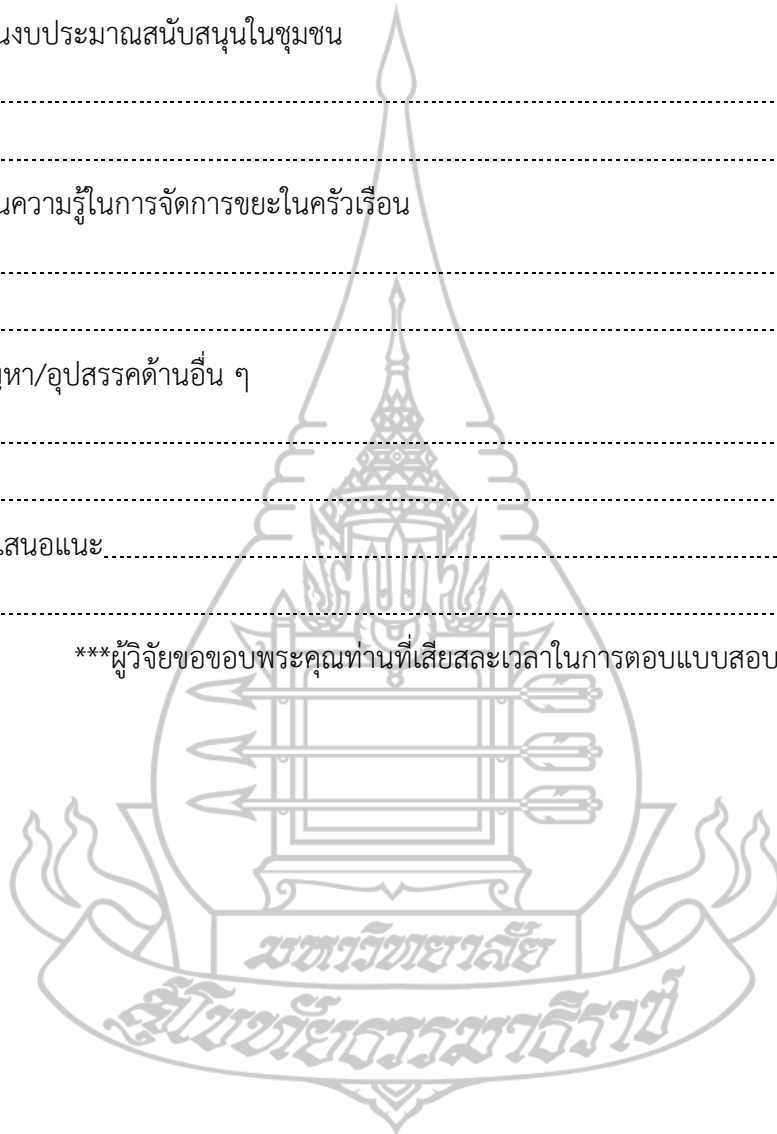 นงบประมาณสนับสนุนในชุมชน
นความรู้ในการจัดการขยะในครัวเรือน
ญหา/อุปสรรคด้านอื่น ๆ
เสนอแนะ
***ผู้วิจัยขอขอบพระคุณท่านที่เสียสละเวลาในการตอบแบบสอบ
มหาวิทยาลัย
สุโขทัยธรรมาธิราช